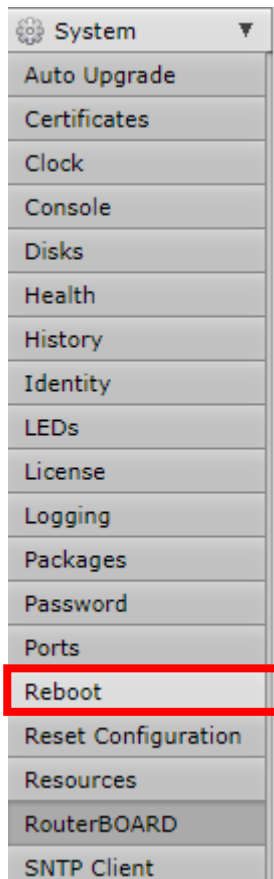 System
Auto Upgrade
Certificates
Clock
Console
Disks
Health
History
Identity
LEDs
License
Logging
Packages
Password
Ports
Reboot
Reset Configuration
Resources
RouterBOARD
SNTP Client